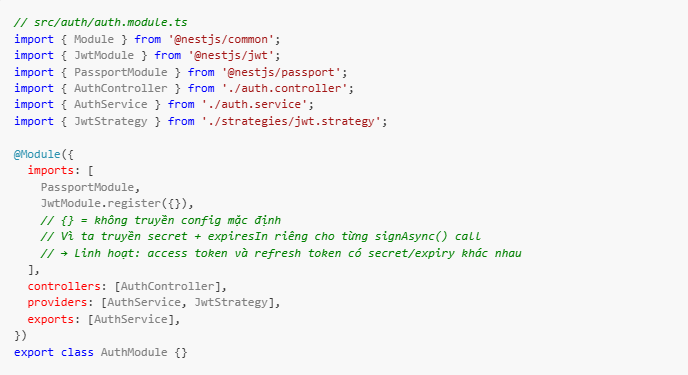 // src/auth/auth.module.ts
import { Module } from '@nestjs/common';
import { JwtModule } from '@nestjs/jwt';
import { PassportModule } from '@nestjs/passport';
import { AuthController } from './auth.controller';
import { AuthService } from './auth.service';
import { JwtStrategy } from './strategies/jwt.strategy';

@Module({
  imports: [
    PassportModule,
    JwtModule.register({}),
    // {} = không truyền config mặc định
    // Vì ta truyền secret + expiresIn riêng cho từng signAsync() call
    // → Linh hoạt: access token và refresh token có secret/expiry khác nhau
  ],
  controllers: [AuthController],
  providers: [AuthService, JwtStrategy],
  exports: [AuthService],
})
export class AuthModule {}